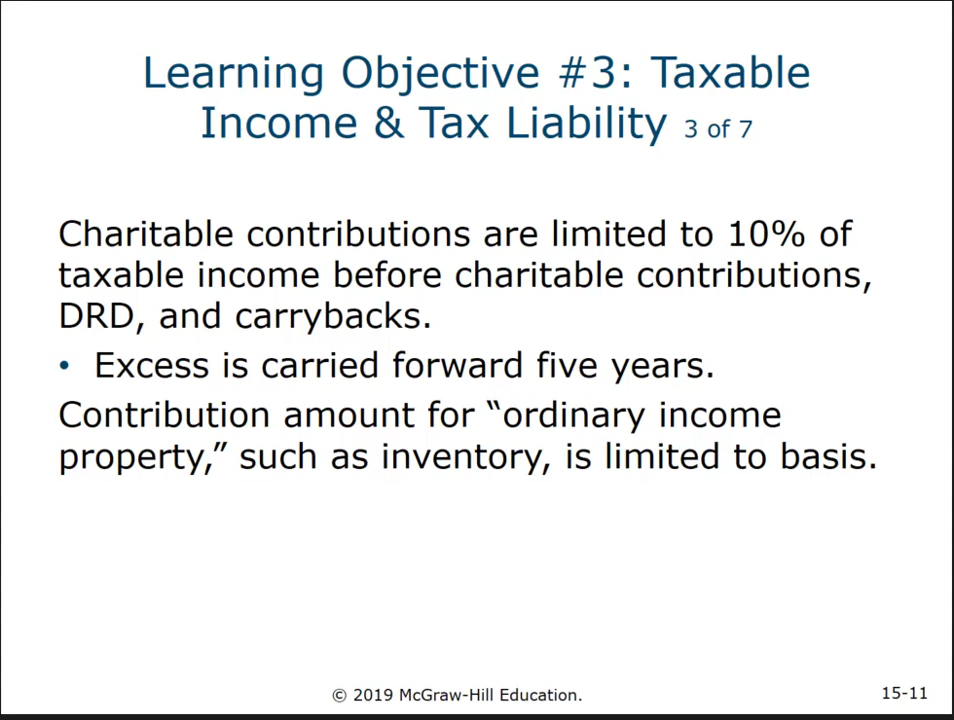 Learning Objective #3: Taxable
Income & Tax Liability 3 of 7
Charitable contributions are limited to 10% of
taxable income before charitable contributions,
DRD, and carrybacks.
• Excess is carried forward five years.
Contribution amount for “ordinary income
property,” such as inventory, is limited to basis.
© 2019 McGraw-Hill Education.
15-11